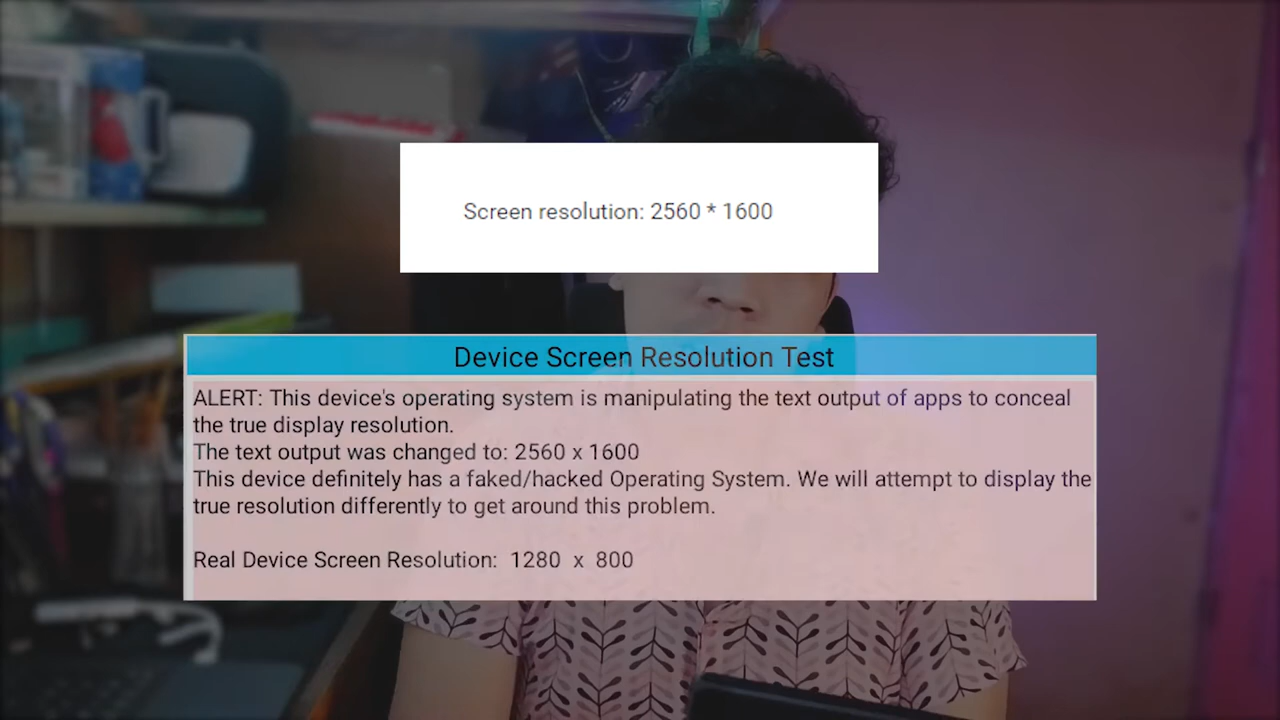 Screen resolution: 2560 * 1600
Device Screen Resolution Test
ALERT: This device's operating system is manipulating the text output of apps to conceal
the true display resolution.
The text output was changed to: 2560 x 1600
This device definitely has a faked/hacked Operating System. We will attempt to display the
true resolution differently to get around this problem.
Real Device Screen Resolution: 1280 x 800